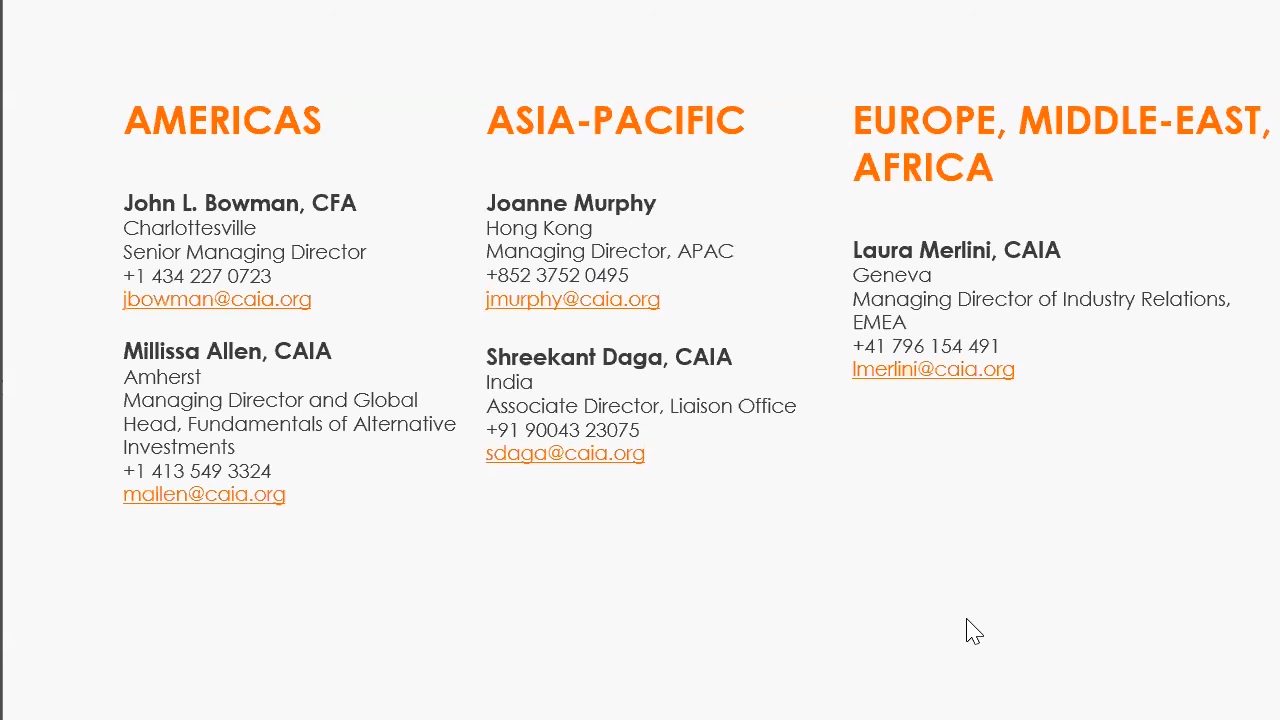 AMERICAS
John L. Bowman, CFA
Charlottesville
Senior Managing Director
+1 434 227 0723
jbowman@caia.org
Millissa Allen, CAIA
Amherst
Managing Director and Global
Head, Fundamentals of Alternative
Investments
+1 413 549 3324
mallen@caia.org
ASIA-PACIFIC
Joanne Murphy
Hong Kong
Managing Director, APAC
+852 3752 0495
jmurphy@caia.org
Shreekant Daga, CAIA
India
Associate Director, Liaison Office
+91 90043 23075
sdaga@caia.org
EUROPE, MIDDLE-EAST,
AFRICA
Laura Merlini, CAIA
Geneva
Managing Director of Industry Relations,
EMEA
+41 796 154 491
lmerlini@caia.org